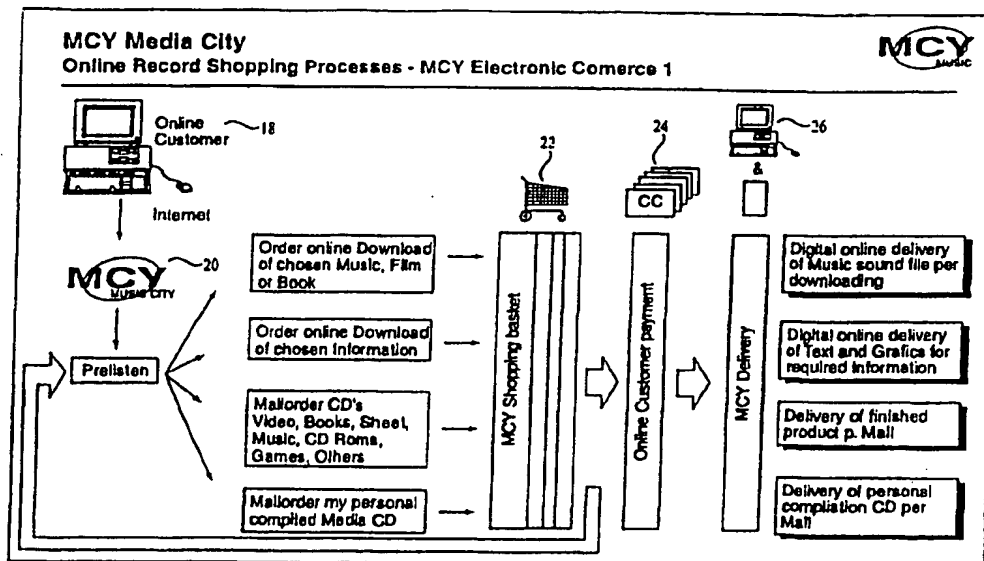 MCY Media City
Online Record Shopping Processes - MCY Electronic Comerce 1
MCY
MUSIC
Online
Customer
18
Internet
MCY
MUSIC CITY
20
Prelisten
Order online Download
of chosen Music, Film
or Book
Order online Download
of chosen Information
Mailorder CD's
Video, Books, Sheet,
Music, CD Roms,
Games, Others
Mailorder my personal
compiled Media CD
22
MCY Shopping basket
24
CC
Online Customer payment
26
&
MCY Delivery
Digital online delivery
of Music sound file per
downloading
Digital online delivery
of Text and Grafics for
required Information
Delivery of finished
product p. Mail
Delivery of personal
compilation CD per
Mail